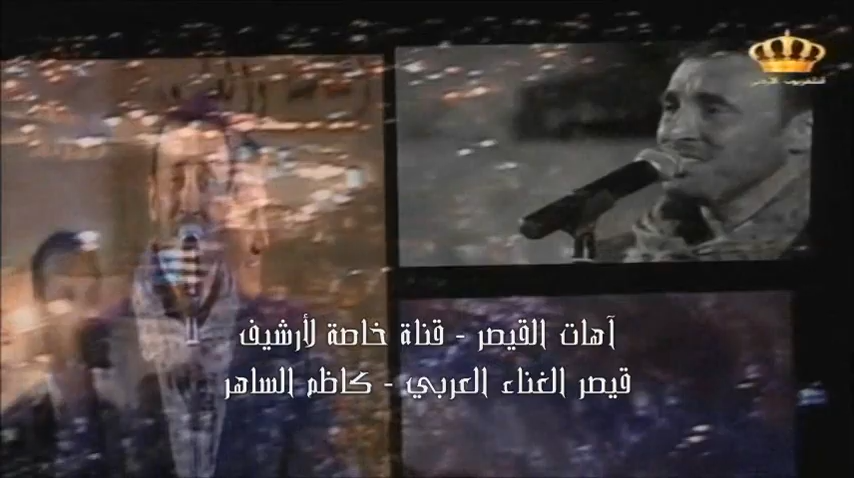 آهات القيصر - قناة خاصة لأرشيف
قيصر الغناء العربي - كاظم الساهر